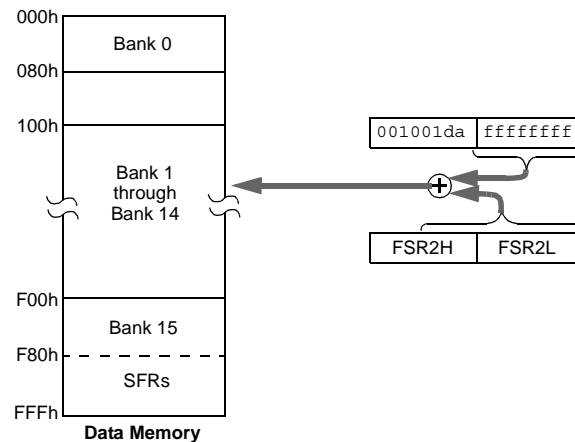 000h
Bank 0
080h
100h
001001da ffffffff
Bank 1
through
Bank 14
FSR2H FSR2L
F00h
Bank 15
F80h
SFRs
FFFh
Data Memory